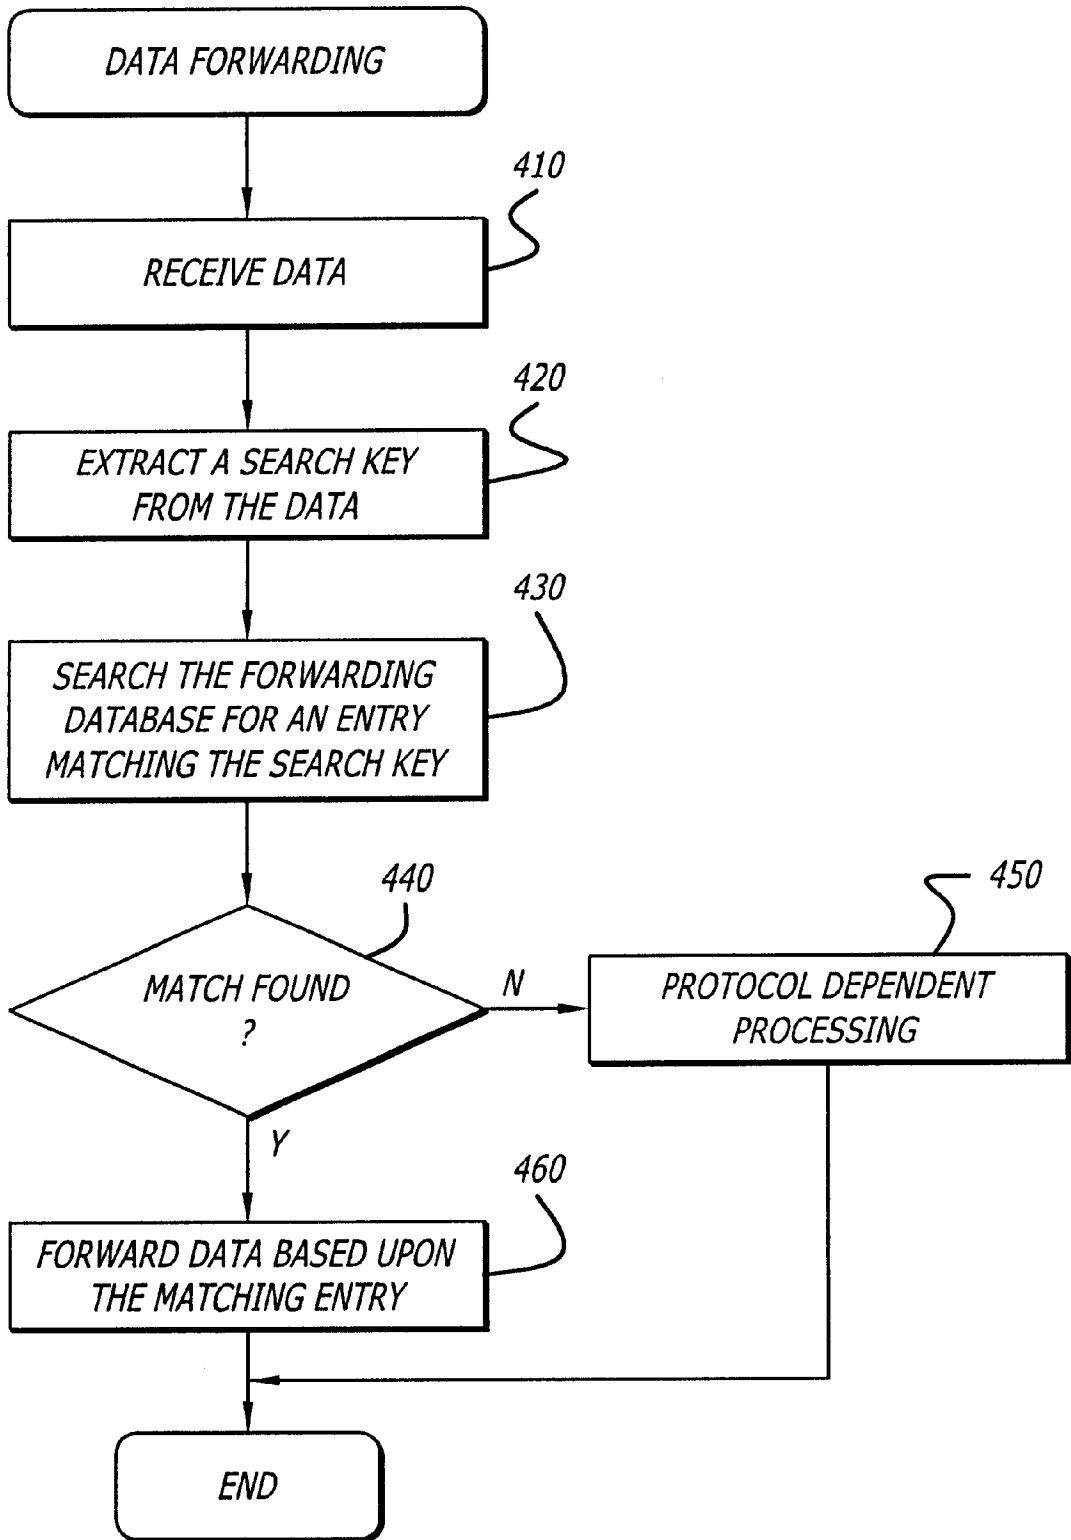 DATA FORWARDING
410
RECEIVE DATA
420
EXTRACT A SEARCH KEY
FROM THE DATA
430
SEARCH THE FORWARDING
DATABASE FOR AN ENTRY
MATCHING THE SEARCH KEY
440
MATCH FOUND
?
N
450
PROTOCOL DEPENDENT
PROCESSING
Y
460
FORWARD DATA BASED UPON
THE MATCHING ENTRY
END